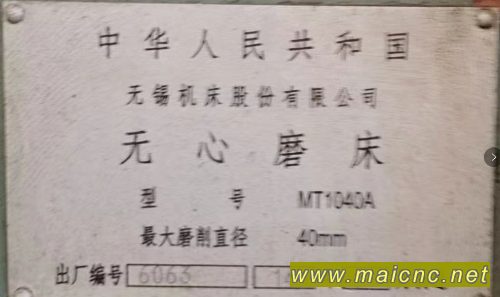 中华人民共和国
无锡机床股份有限公司
无心磨床
型 号 MT1040A
最大磨削直径 40mm
出厂编号 6063
www.maicnc.net